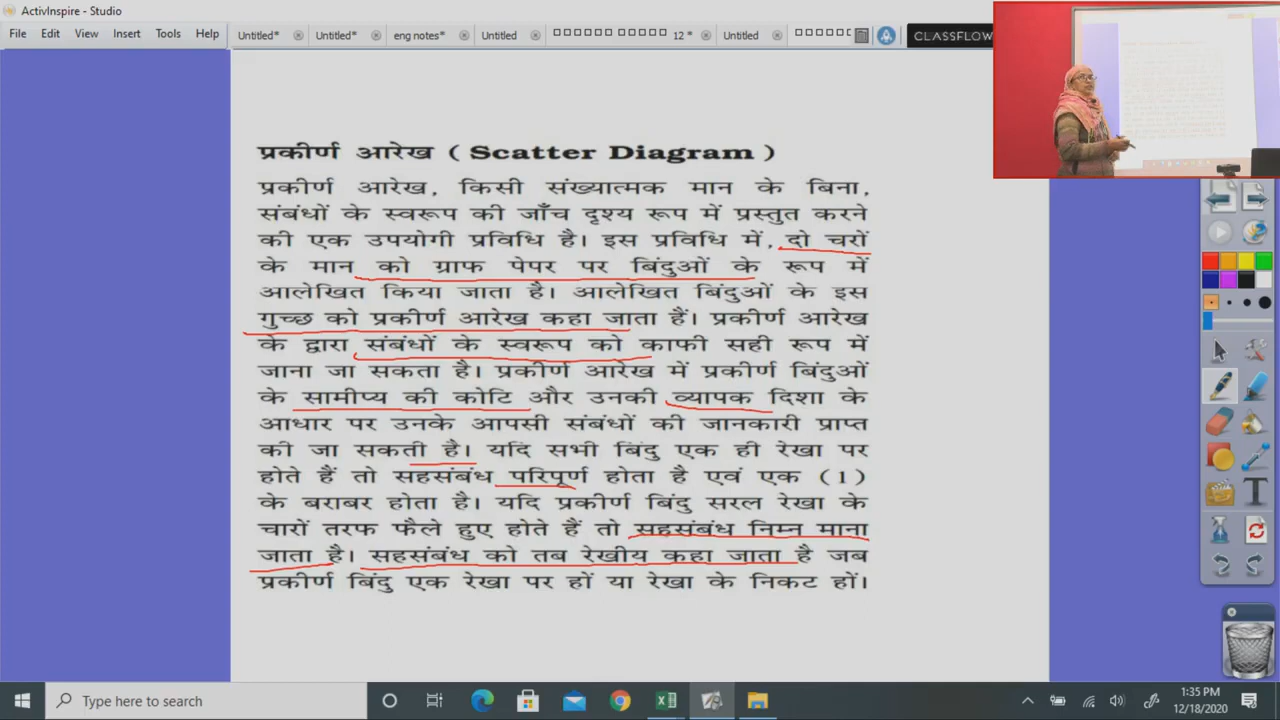 ActivInspire - Studio
File Edit View Insert Tools Help
Untitled* Untitled* eng notes* Untitled 12 * Untitled CLASSFLOW
प्रकीर्ण आरेख ( Scatter Diagram )
प्रकीर्ण आरेख, किसी संख्यात्मक मान के बिना,
संबंधों के स्वरूप की जाँच दृश्य रूप में प्रस्तुत करने
की एक उपयोगी प्रविधि है। इस प्रविधि में, दो चरों
के मान को ग्राफ पेपर पर बिंदुओं के रूप में
आलेखित किया जाता है। आलेखित बिंदुओं के इस
गुच्छ को प्रकीर्ण आरेख कहा जाता हैं। प्रकीर्ण आरेख
के द्वारा संबंधों के स्वरूप को काफी सही रूप में
जाना जा सकता है। प्रकीर्ण आरेख में प्रकीर्ण बिंदुओं
के सामीप्य की कोटि और उनकी व्यापक दिशा के
आधार पर उनके आपसी संबंधों की जानकारी प्राप्त
की जा सकती है। यदि सभी बिंदु एक ही रेखा पर
होते हैं तो सहसंबंध परिपूर्ण होता है एवं एक (1)
के बराबर होता है। यदि प्रकीर्ण बिंदु सरल रेखा के
चारों तरफ फैले हुए होते हैं तो सहसंबंध निम्न माना
जाता है। सहसंबंध को तब रेखीय कहा जाता है जब
प्रकीर्ण बिंदु एक रेखा पर हों या रेखा के निकट हों।
Type here to search
1:35 PM
12/18/2020